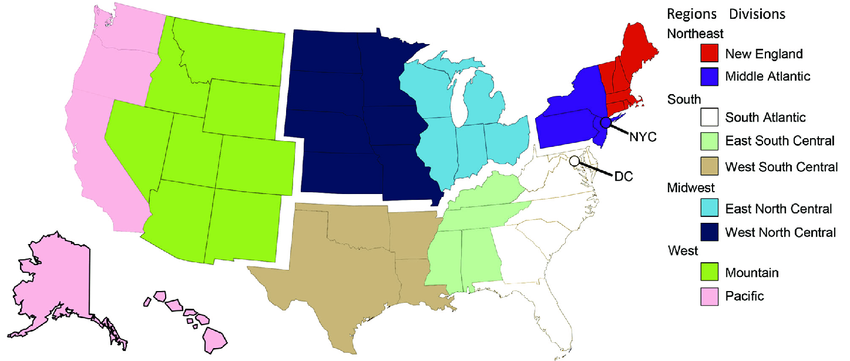 Regions Divisions
Northeast
New England
Middle Atlantic
South
South Atlantic
East South Central
West South Central
Midwest
East North Central
West North Central
West
Mountain
Pacific
NYC
DC